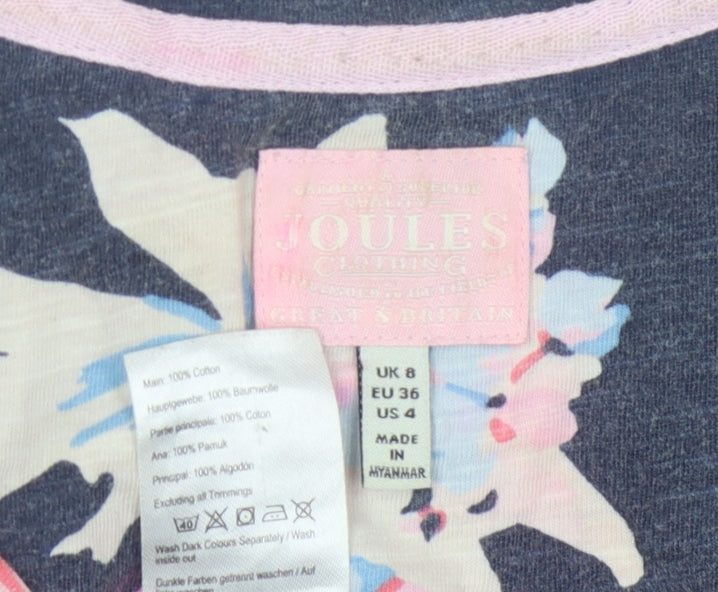 GARMENT & SUPERIOR
QUALITY
JOULES
CLOTHING
GREAT & BRITAIN
UK 8
EU 36
US 4
MADE
IN
MYANMAR
Main: 100% Cotton
Hauptgewebe: 100% Baumwolle
Partie principale: 100% Coton
Ana: 100% Pamuk
Principal: 100% Algodón
Excluding all Trimmings
40
Wash Dark Colours Separately / Wash
inside out
Dunkle Farben getrennt waschen / Auf